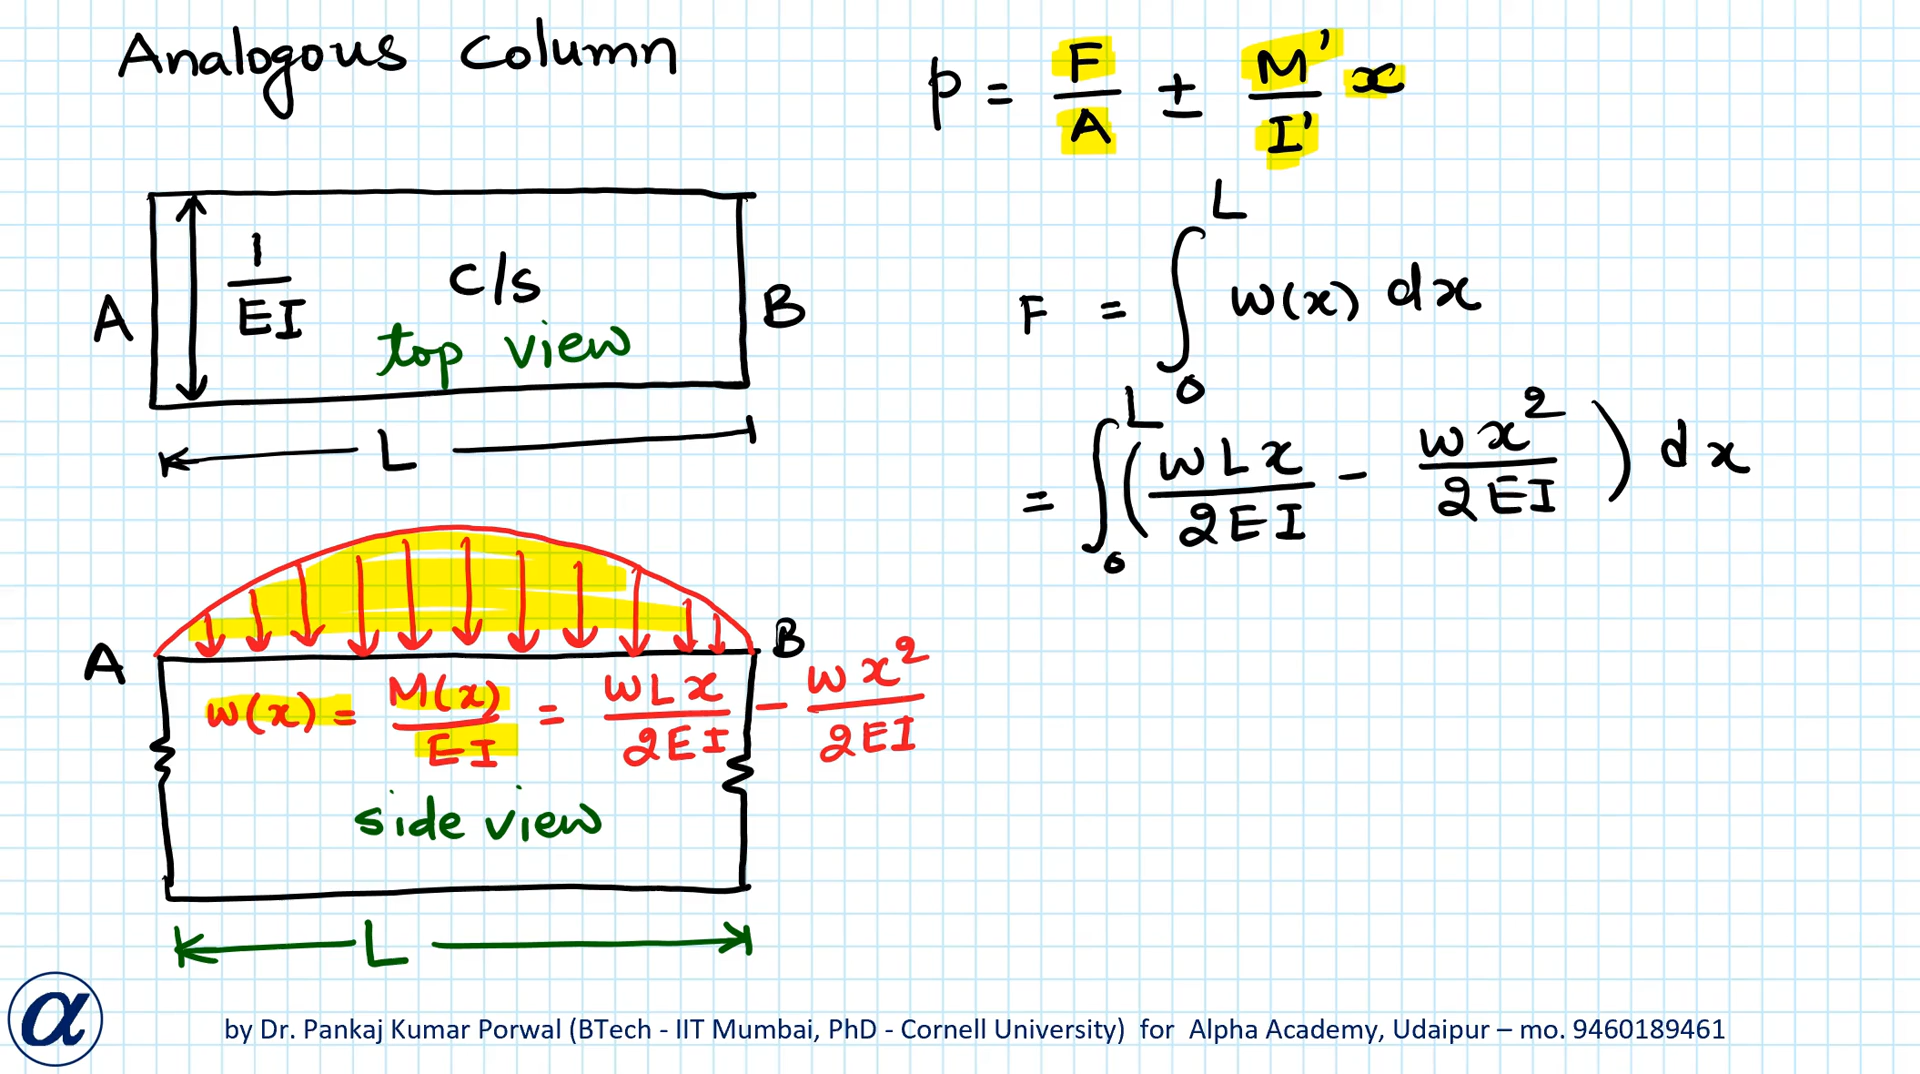 Analogous Column
p = F/A ± M'/I' x
A 1/EI c/s B
top view
L
F = ∫₀ᴸ w(x) dx
= ∫₀ᴸ (wLx/2EI - wx²/2EI) dx
A B
w(x) = M(x)/EI = wLx/2EI - wx²/2EI
side view
L
α
by Dr. Pankaj Kumar Porwal (BTech - IIT Mumbai, PhD - Cornell University) for Alpha Academy, Udaipur – mo. 9460189461